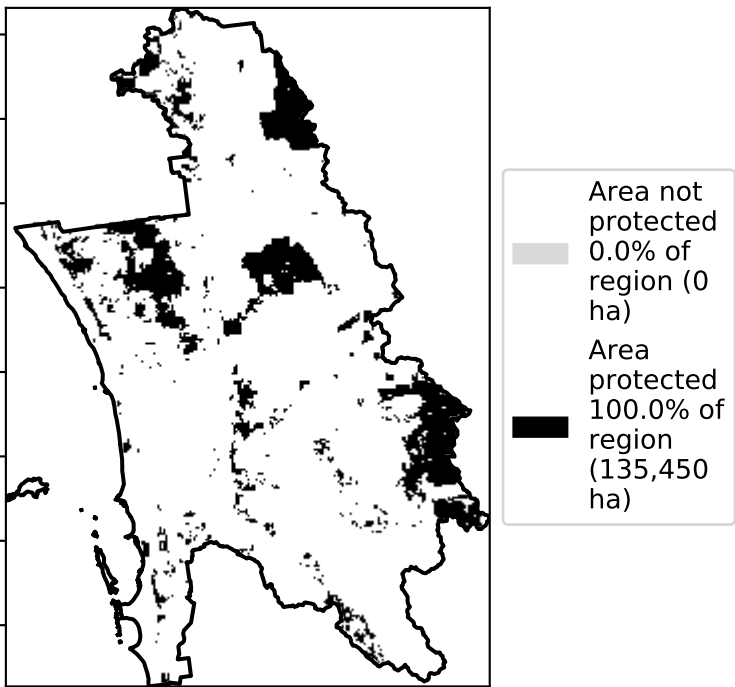 Area not
protected
0.0% of
region (0
ha)
Area
protected
100.0% of
region
(135,450
ha)